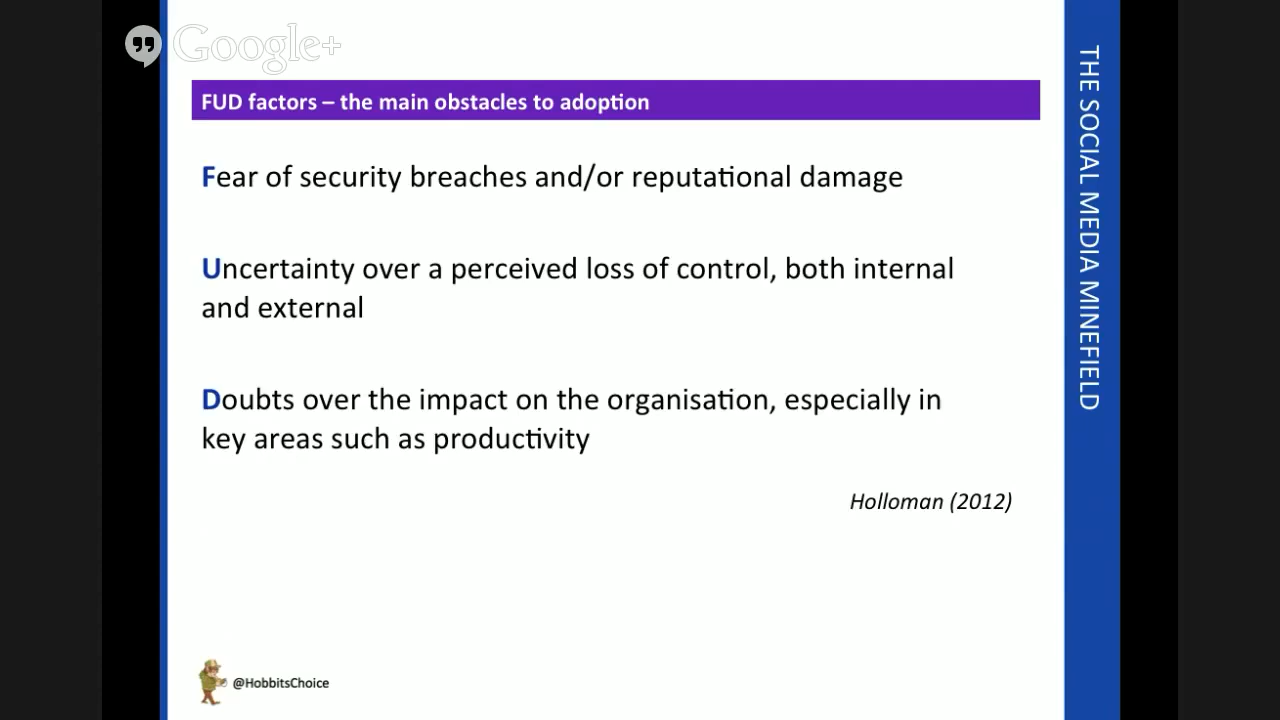 Google+
FUD factors – the main obstacles to adoption
Fear of security breaches and/or reputational damage
Uncertainty over a perceived loss of control, both internal
and external
Doubts over the impact on the organisation, especially in
key areas such as productivity
Holloman (2012)
@HobbitsChoice
THE SOCIAL MEDIA MINEFIELD